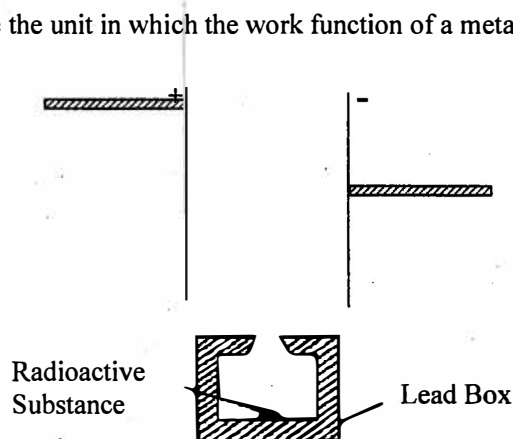 the unit in which the work function of a meta
+
-
Radioactive
Substance
Lead Box